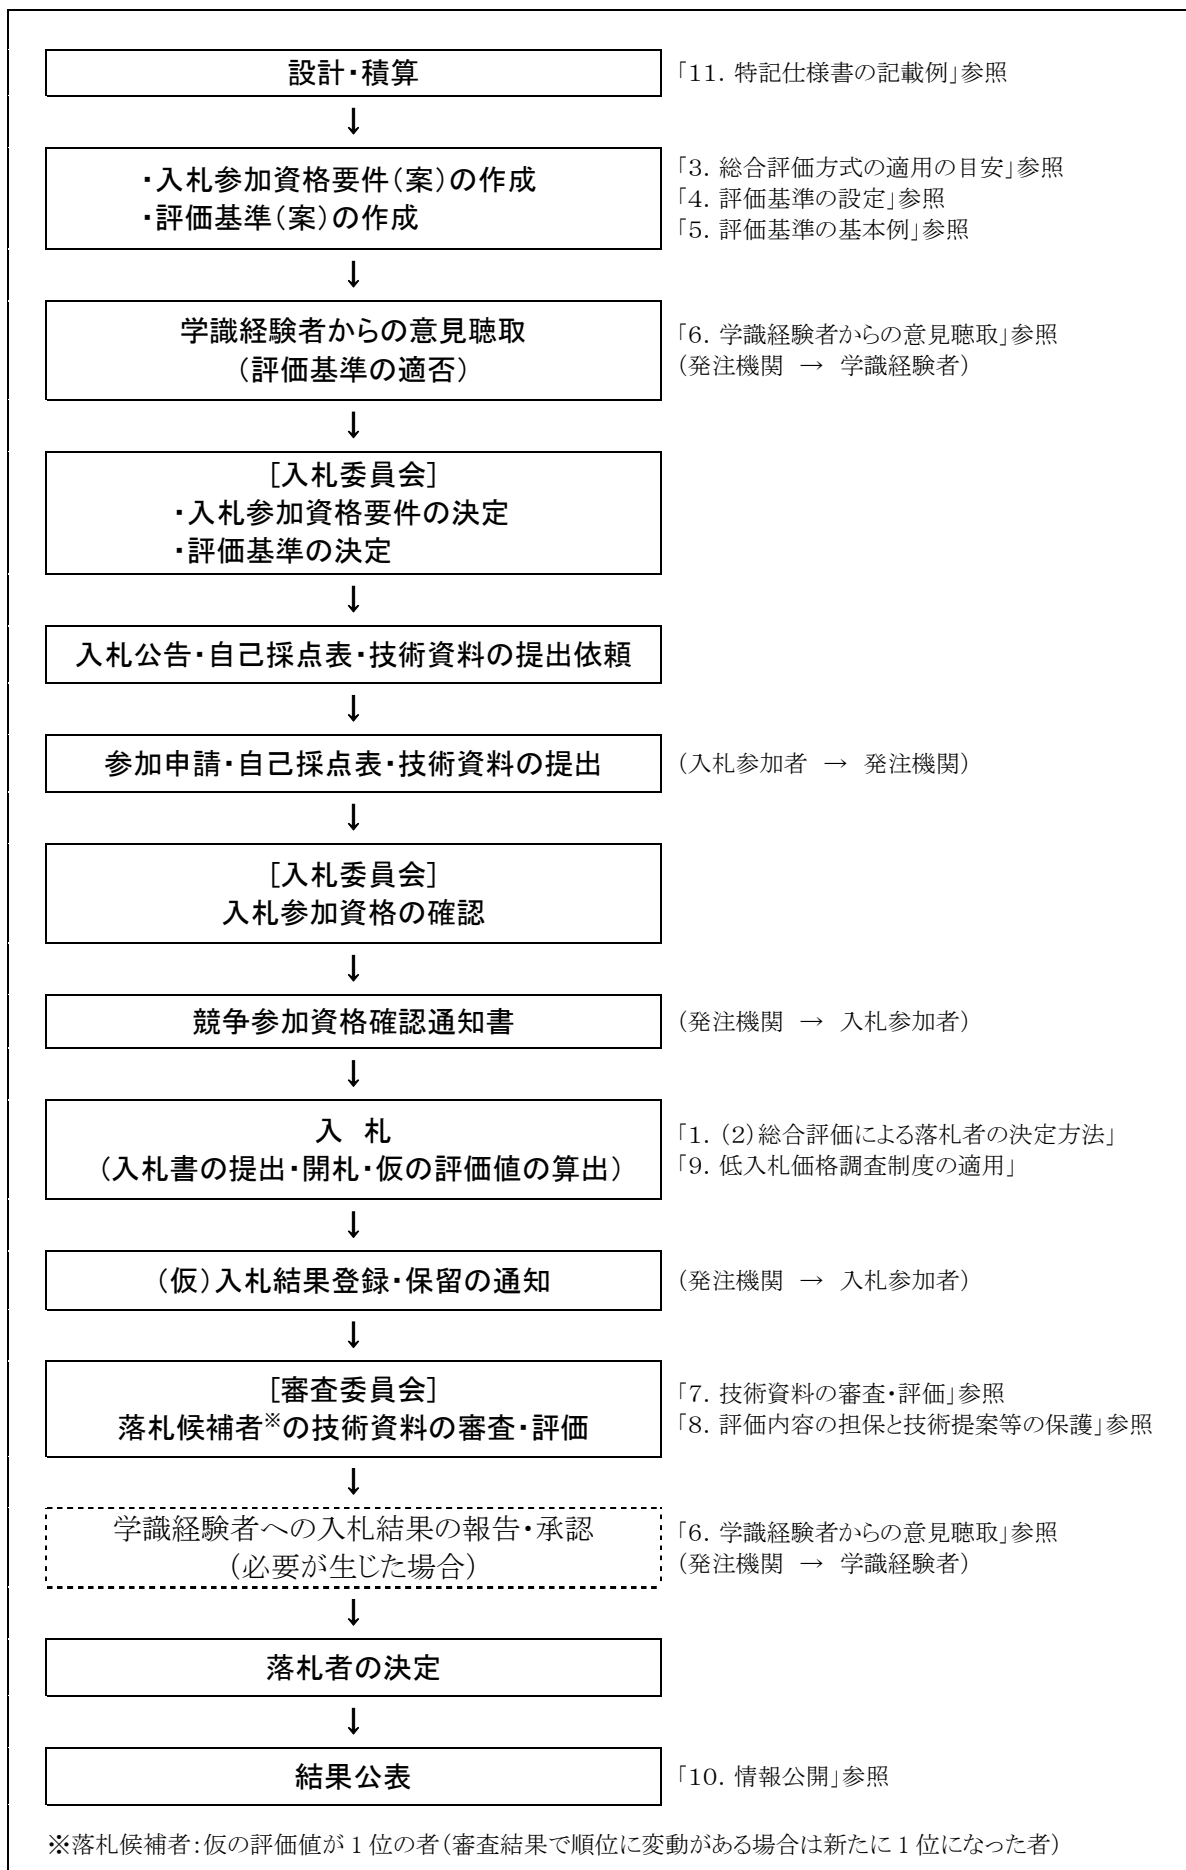 設計・積算
「11. 特記仕様書の記載例」参照
↓
・入札参加資格要件(案)の作成
・評価基準(案)の作成
「3. 総合評価方式の適用の目安」参照
「4. 評価基準の設定」参照
「5. 評価基準の基本例」参照
↓
学識経験者からの意見聴取
(評価基準の適否)
「6. 学識経験者からの意見聴取」参照
(発注機関 → 学識経験者)
↓
[入札委員会]
・入札参加資格要件の決定
・評価基準の決定
↓
入札公告・自己採点表・技術資料の提出依頼
↓
参加申請・自己採点表・技術資料の提出
(入札参加者 → 発注機関)
↓
[入札委員会]
入札参加資格の確認
↓
競争参加資格確認通知書
(発注機関 → 入札参加者)
↓
入 札
(入札書の提出・開札・仮の評価値の算出)
「1. (2)総合評価による落札者の決定方法」
「9. 低入札価格調査制度の適用」
↓
(仮)入札結果登録・保留の通知
(発注機関 → 入札参加者)
↓
[審査委員会]
落札候補者※の技術資料の審査・評価
「7. 技術資料の審査・評価」参照
「8. 評価内容の担保と技術提案等の保護」参照
↓
学識経験者への入札結果の報告・承認
(必要が生じた場合)
「6. 学識経験者からの意見聴取」参照
(発注機関 → 学識経験者)
↓
落札者の決定
↓
結果公表
「10. 情報公開」参照
※落札候補者:仮の評価値が1位の者(審査結果で順位に変動がある場合は新たに1位になった者)